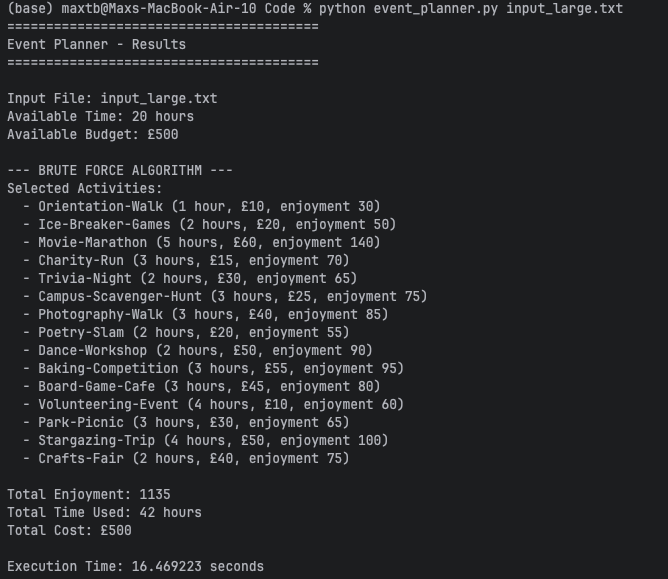 (base) maxtb@Maxs-MacBook-Air-10 Code % python event_planner.py input_large.txt
========================================
Event Planner - Results
========================================
Input File: input_large.txt
Available Time: 20 hours
Available Budget: £500
--- BRUTE FORCE ALGORITHM ---
Selected Activities:
- Orientation-Walk (1 hour, £10, enjoyment 30)
- Ice-Breaker-Games (2 hours, £20, enjoyment 50)
- Movie-Marathon (5 hours, £60, enjoyment 140)
- Charity-Run (3 hours, £15, enjoyment 70)
- Trivia-Night (2 hours, £30, enjoyment 65)
- Campus-Scavenger-Hunt (3 hours, £25, enjoyment 75)
- Photography-Walk (3 hours, £40, enjoyment 85)
- Poetry-Slam (2 hours, £20, enjoyment 55)
- Dance-Workshop (2 hours, £50, enjoyment 90)
- Baking-Competition (3 hours, £55, enjoyment 95)
- Board-Game-Cafe (3 hours, £45, enjoyment 80)
- Volunteering-Event (4 hours, £10, enjoyment 60)
- Park-Picnic (3 hours, £30, enjoyment 65)
- Stargazing-Trip (4 hours, £50, enjoyment 100)
- Crafts-Fair (2 hours, £40, enjoyment 75)
Total Enjoyment: 1135
Total Time Used: 42 hours
Total Cost: £500
Execution Time: 16.469223 seconds